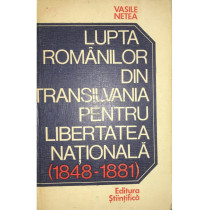 VASILE
NETEA
LUPTA
ROMÂNILOR
DIN
TRANSILVANIA
PENTRU
LIBERTATEA
NAȚIONALĂ
(1848-1881)
Editura
Științifică